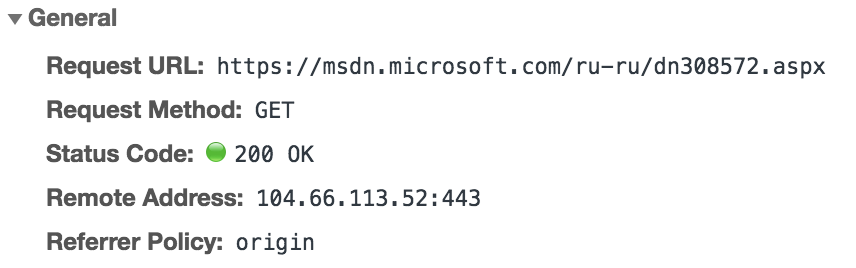 General
Request URL: https://msdn.microsoft.com/ru-ru/dn308572.aspx
Request Method: GET
Status Code: 200 OK
Remote Address: 104.66.113.52:443
Referrer Policy: origin